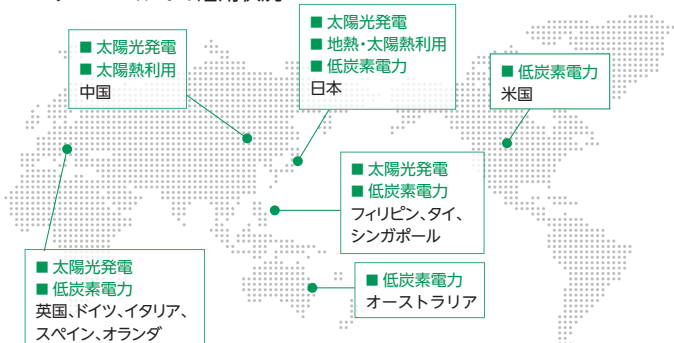 ■ 太陽光発電
■ 太陽熱利用
中国
■ 太陽光発電
■ 地熱・太陽熱利用
■ 低炭素電力
日本
■ 低炭素電力
米国
■ 太陽光発電
■ 低炭素電力
フィリピン、タイ、
シンガポール
■ 太陽光発電
■ 低炭素電力
英国、ドイツ、イタリア、
スペイン、オランダ
■ 低炭素電力
オーストラリア